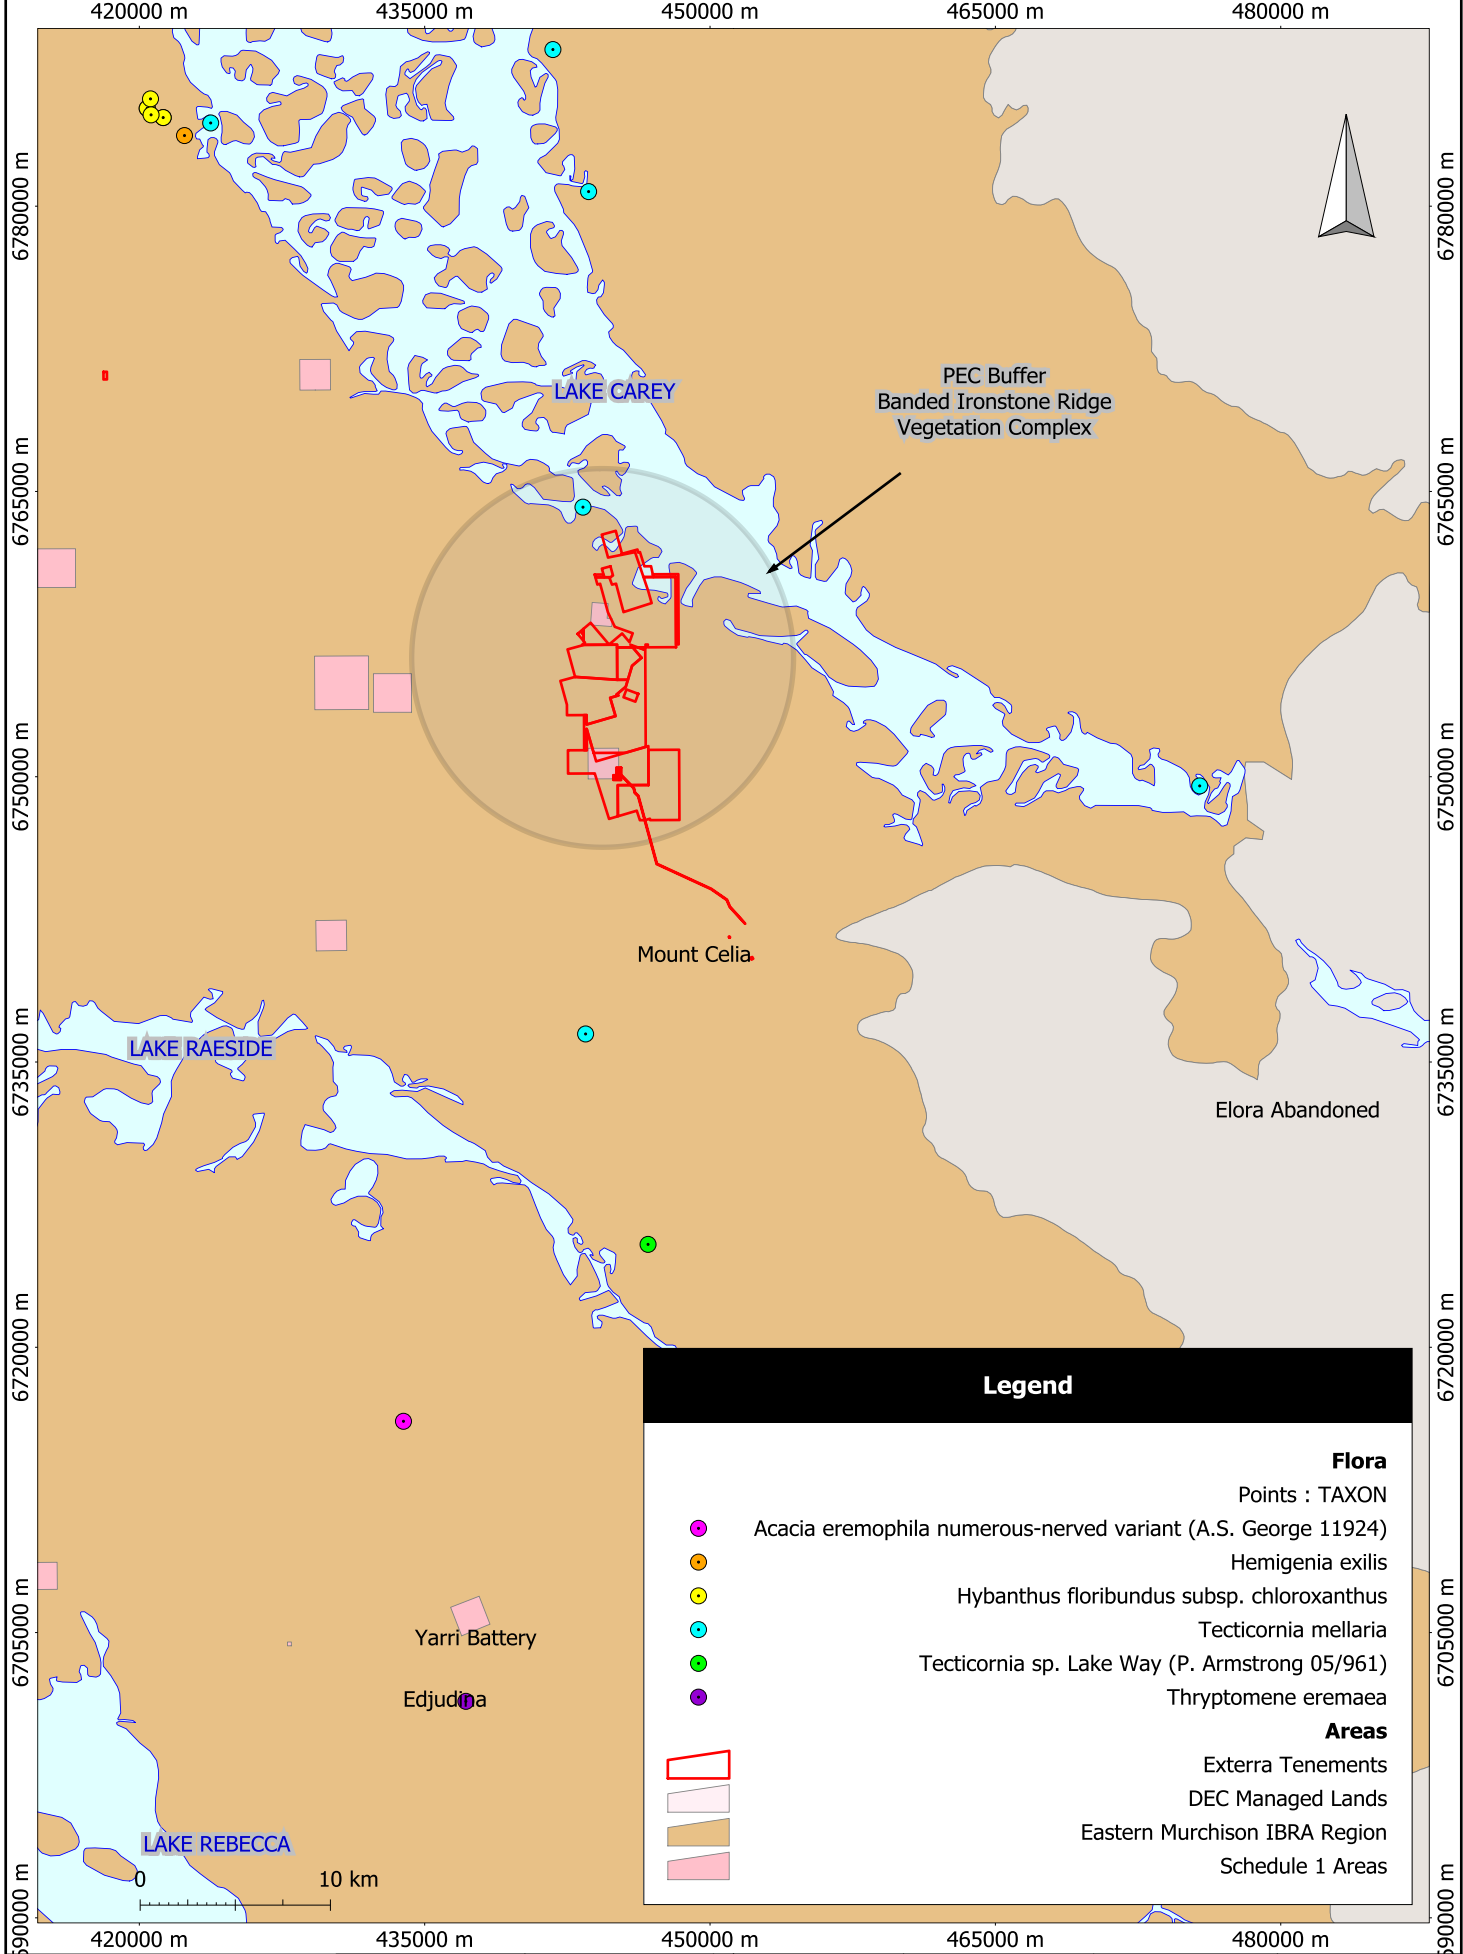 420000 m
435000 m
450000 m
465000 m
480000 m
6780000 m
6780000 m
LAKE CAREY
PEC Buffer
Banded Ironstone Ridge
Vegetation Complex
6765000 m
6765000 m
6750000 m
6750000 m
Mount Celia
LAKE RAESIDE
6735000 m
6735000 m
Elora Abandoned
6720000 m
6720000 m
Legend
Flora
Points : TAXON
Acacia eremophila numerous-nerved variant (A.S. George 11924)
Hemigenia exilis
Hybanthus floribundus subsp. chloroxanthus
Tecticornia mellaria
Tecticornia sp. Lake Way (P. Armstrong 05/961)
Thryptomene eremaea
Areas
Exterra Tenements
DEC Managed Lands
Eastern Murchison IBRA Region
Schedule 1 Areas
6705000 m
6705000 m
Yarri Battery
Edjudina
LAKE REBECCA
0 10 km
690000 m
690000 m
420000 m
435000 m
450000 m
465000 m
480000 m